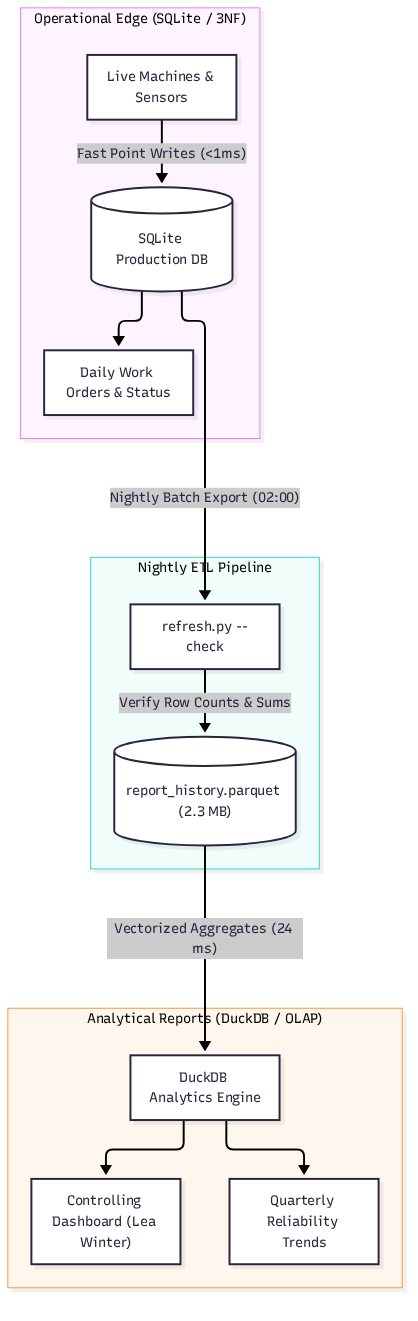 Operational Edge (SQLite / 3NF)
Live Machines &
Sensors
Fast Point Writes (<1ms)
SQLite
Production DB
Daily Work
Orders & Status
Nightly Batch Export (02:00)
Nightly ETL Pipeline
refresh.py --
check
Verify Row Counts & Sums
report_history.parquet
(2.3 MB)
Vectorized Aggregates (24
ms)
Analytical Reports (DuckDB / OLAP)
DuckDB
Analytics Engine
Controlling
Dashboard (Lea
Winter)
Quarterly
Reliability
Trends